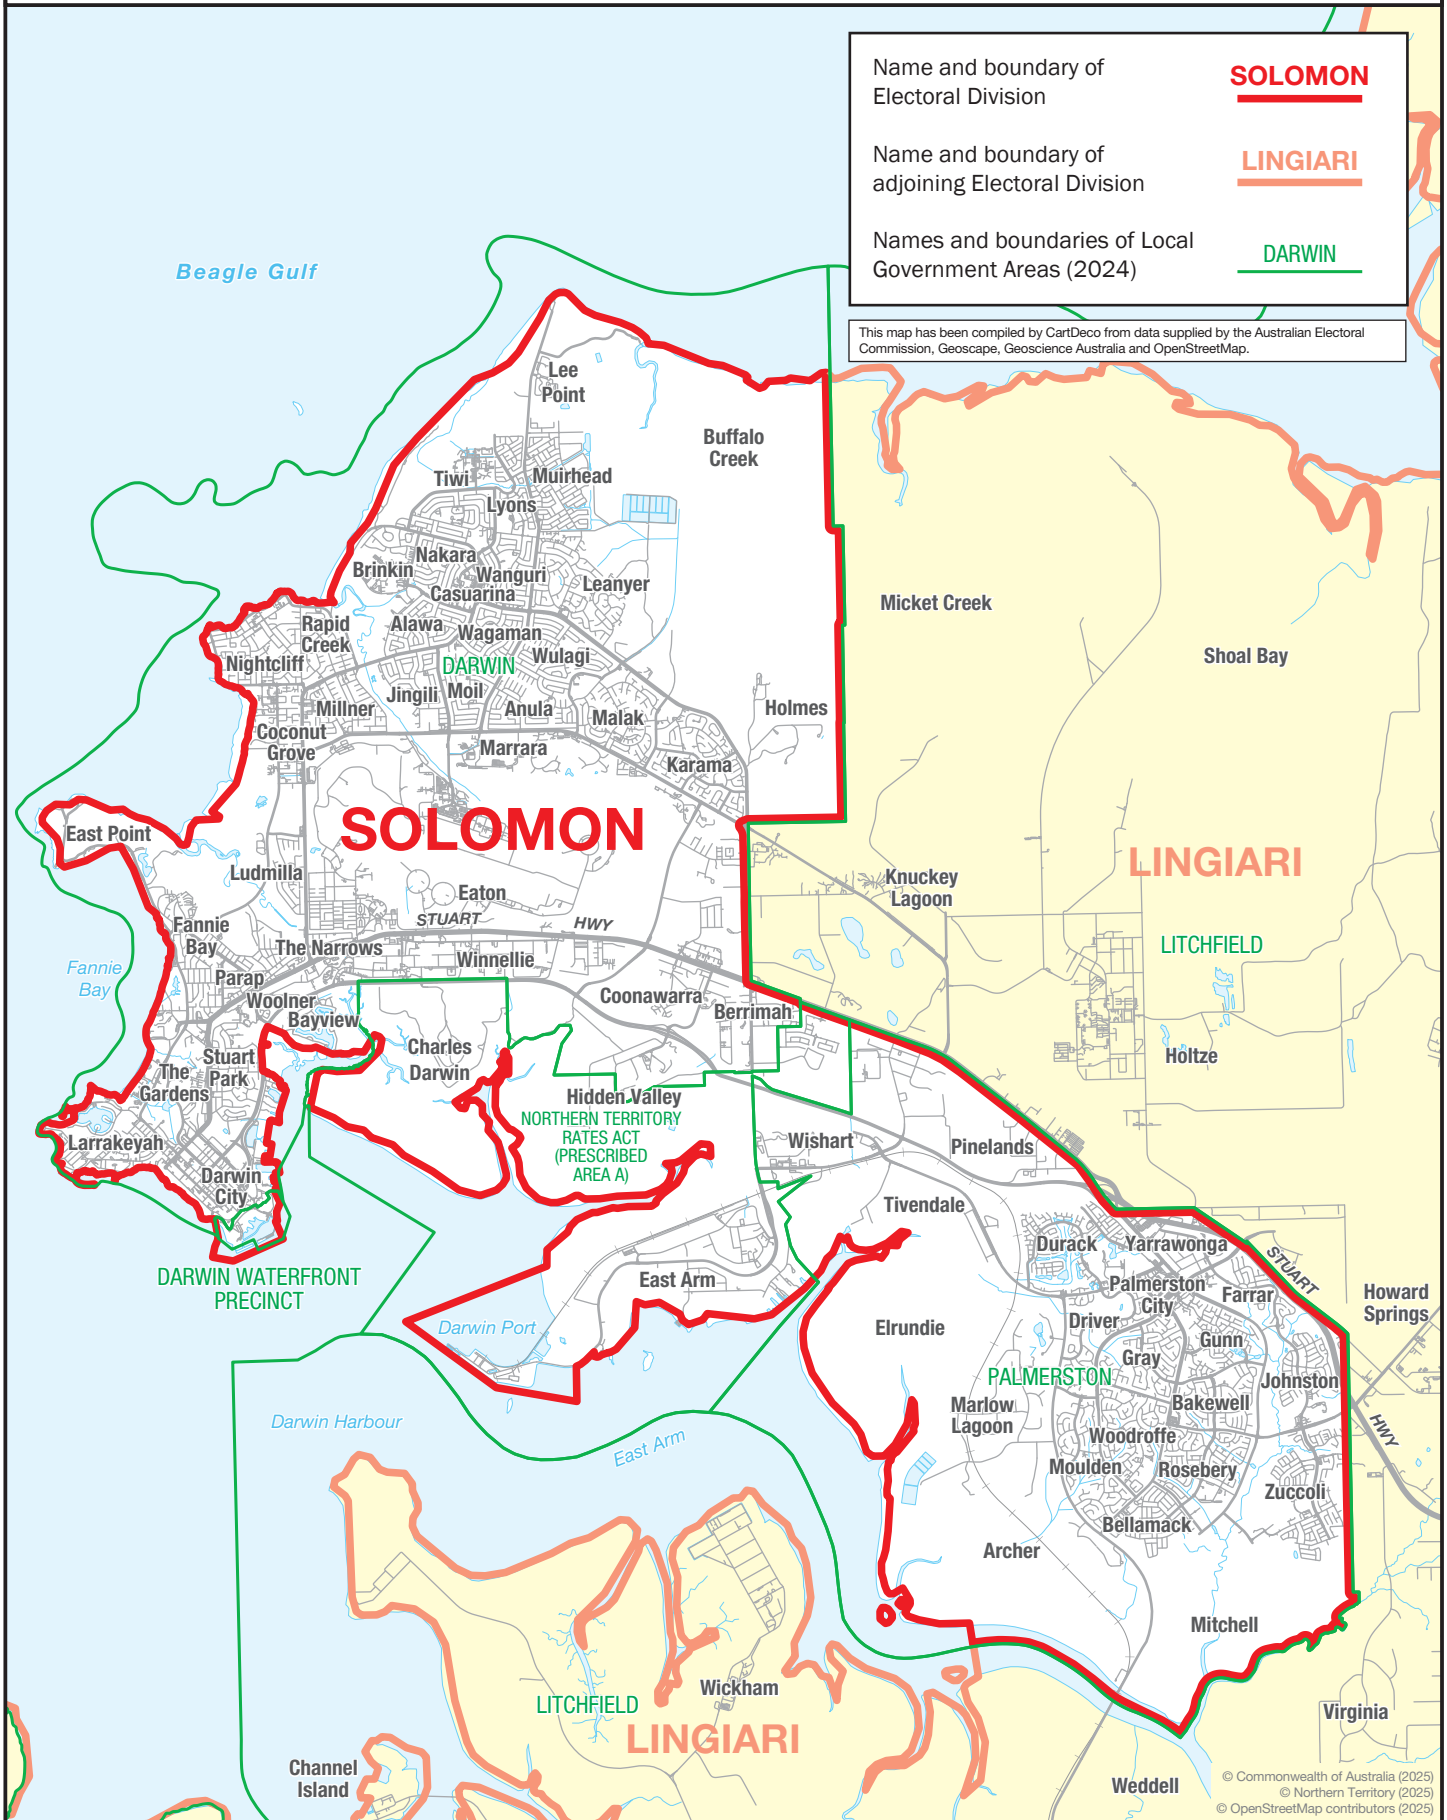 Name and boundary of
Electoral Division
SOLOMON
Name and boundary of
adjoining Electoral Division
LINGIARI
Names and boundaries of Local
Government Areas (2024)
DARWIN
This map has been compiled by CartDeco from data supplied by the Australian Electoral
Commission, Geoscape, Geoscience Australia and OpenStreetMap.
Beagle Gulf
Lee
Point
Buffalo
Creek
Tiwi
Muirhead
Lyons
Nakara
Brinkin
Wanguri
Leanyer
Casuarina
Micket Creek
Rapid
Creek
Alawa
Wagaman
Nightcliff
DARWIN
Wulagi
Shoal Bay
Jingili
Moil
Millner
Anula
Malak
Holmes
Coconut
Grove
Marrara
Karama
SOLOMON
East Point
LINGIARI
Ludmilla
Knuckey
Lagoon
Eaton
STUART
HWY
Fannie
Bay
The Narrows
LITCHFIELD
Winnellie
Fannie
Bay
Parap
Woolner
Bayview
Coonawarra
Berrimah
Charles
Darwin
Stuart
Park
Holtze
The
Gardens
Hidden Valley
NORTHERN TERRITORY
RATES ACT
(PRESCRIBED
AREA A)
Larrakeyah
Wishart
Pinelands
Darwin
City
Tivendale
Durack
Yarrawonga
STUART
DARWIN WATERFRONT
PRECINCT
East Arm
Palmerston
City
Farrar
Howard
Springs
Darwin Port
Elrundie
Driver
Gunn
Gray
PALMERSTON
Johnston
Marlow
Lagoon
Bakewell
Darwin Harbour
HWY
East Arm
Woodroffe
Moulden
Rosebery
Zuccoli
Bellamack
Archer
Mitchell
Wickham
LITCHFIELD
LINGIARI
Virginia
Channel
Island
Weddell
© Commonwealth of Australia (2025)
© Northern Territory (2025)
© OpenStreetMap contributors (2025)